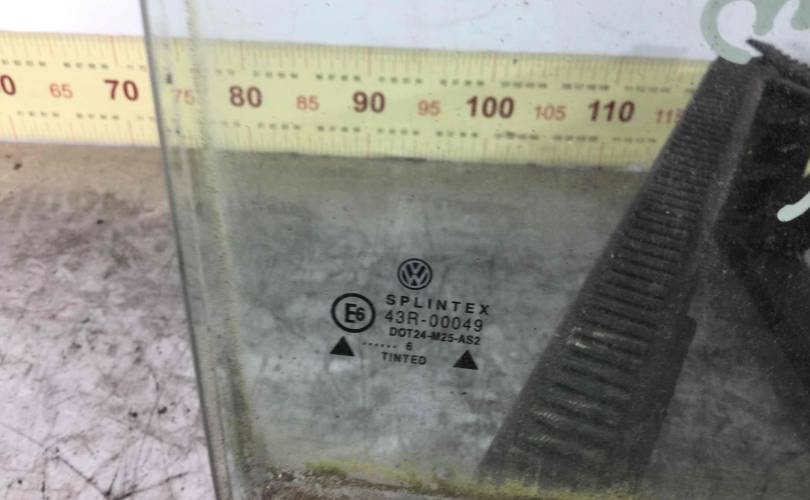 0 65 70 75 80 85 90 95 100 105 110
SPLINTEX
E6 43R-00049
DOT24-M25-AS2
...... 6
TINTED